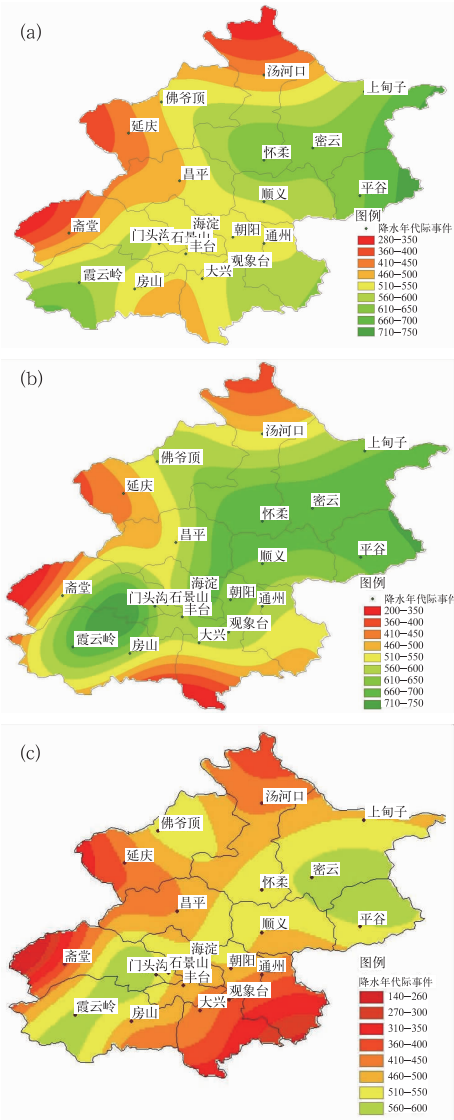 (a)
汤河口
上甸子
佛爷顶
延庆
密云
怀柔
昌平
平谷
顺义
图例
降水年代际事件
斋堂
海淀
门头沟
石景山
朝阳
通州
丰台
观象台
霞云岭
大兴
房山
280—350
360—400
410—450
460—500
510—550
560—600
610—650
660—700
710—750
(b)
汤河口
上甸子
佛爷顶
延庆
密云
怀柔
昌平
平谷
顺义
图例
降水年代际事件
斋堂
海淀
门头沟
石景山
朝阳
通州
丰台
观象台
霞云岭
大兴
房山
200—350
360—400
410—450
460—500
510—550
560—600
610—650
660—700
710—750
(c)
汤河口
上甸子
佛爷顶
延庆
密云
怀柔
昌平
平谷
顺义
斋堂
海淀
门头沟
石景山
朝阳
通州
丰台
观象台
霞云岭
大兴
房山
图例
降水年代际事件
140—260
270—300
310—350
360—400
410—450
460—500
510—550
560—600